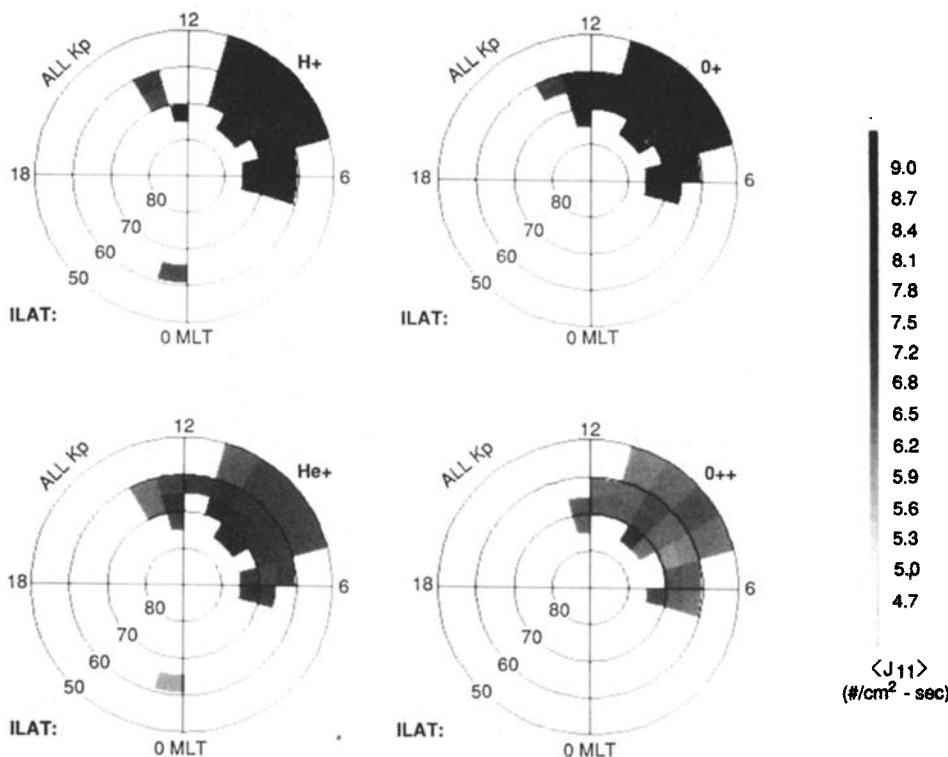 12
ALL Kp
H+
18
6
80
70
60
50
ILAT:
0 MLT
12
ALL Kp
0+
18
6
80
70
60
50
ILAT:
0 MLT
12
ALL Kp
He+
18
6
80
70
60
50
ILAT:
0 MLT
12
ALL Kp
0++
18
6
80
70
60
50
ILAT:
0 MLT
9.0
8.7
8.4
8.1
7.8
7.5
7.2
6.8
6.5
6.2
5.9
5.6
5.3
5.0
4.7
⟨J11⟩
(#/cm² - sec)